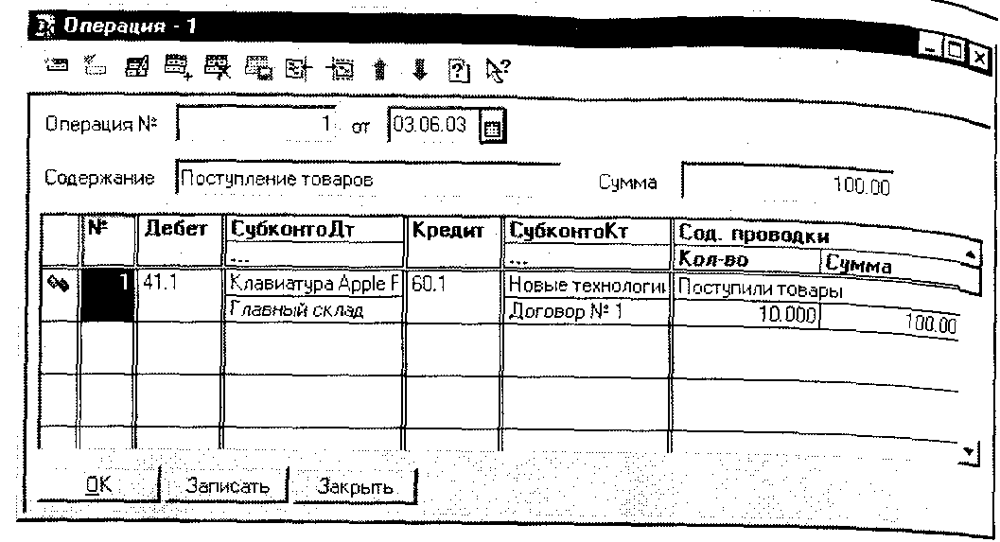 Операция - 1
Операция № 1 от 03.06.03
Содержание Поступление товаров Сумма 100.00
№ Дебет СубконтоДт Кредит СубконтоКт Сод. проводки
... ... Кол-во Сумма
1 41.1 Клавиатура Apple F 60.1 Новые технологии Поступили товары
Главный склад Договор № 1 10.000 100.00
OK Записать Закрыть